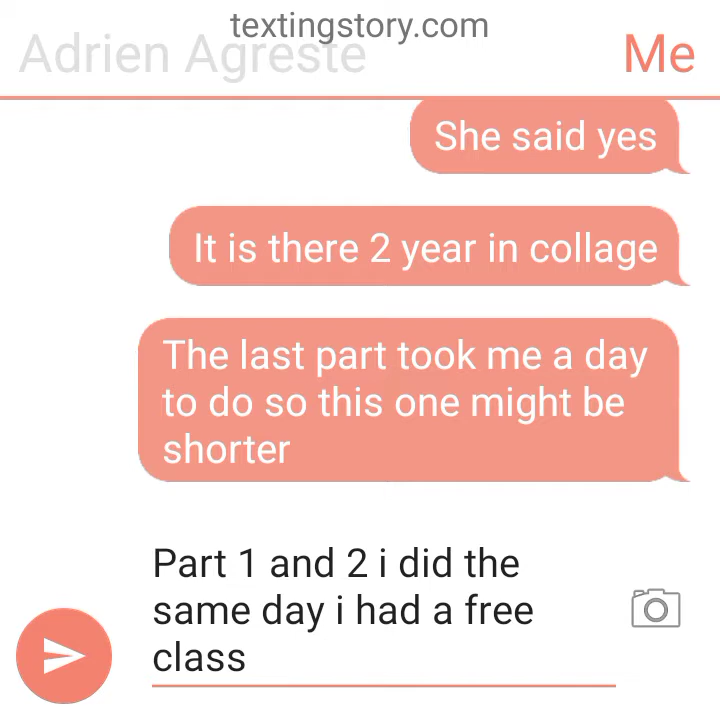 textingstory.com
Adrien Agreste
Me
She said yes
It is there 2 year in collage
The last part took me a day
to do so this one might be
shorter
Part 1 and 2 i did the
same day i had a free
class